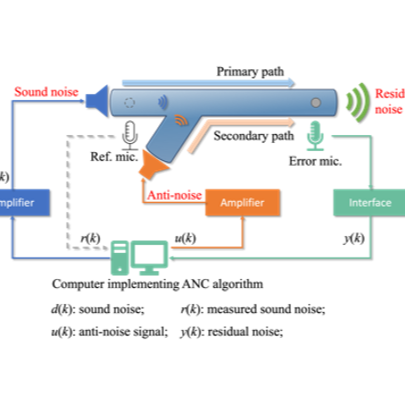 Primary path
Sound noise
Resid
noise
Secondary path
Ref. mic.
Error mic.
k)
Anti-noise
mplifier
Amplifier
Interface
r(k)
u(k)
y(k)
Computer implementing ANC algorithm
d(k): sound noise; r(k): measured sound noise;
u(k): anti-noise signal; y(k): residual noise;